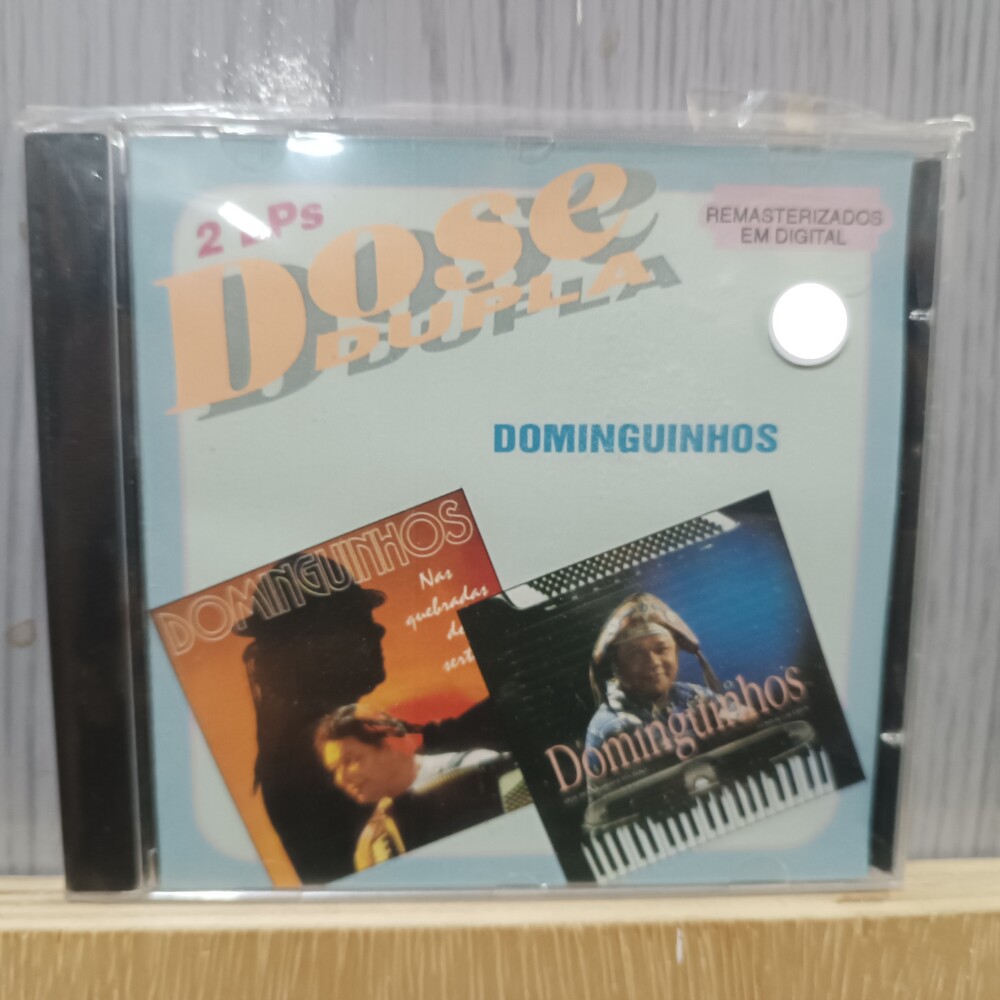 2 LPs
Dose
DUPLA
REMASTERIZADOS
EM DIGITAL
DOMINGUINHOS
DOMINGUINHOS
Nas
quebradas
Dominguinhos